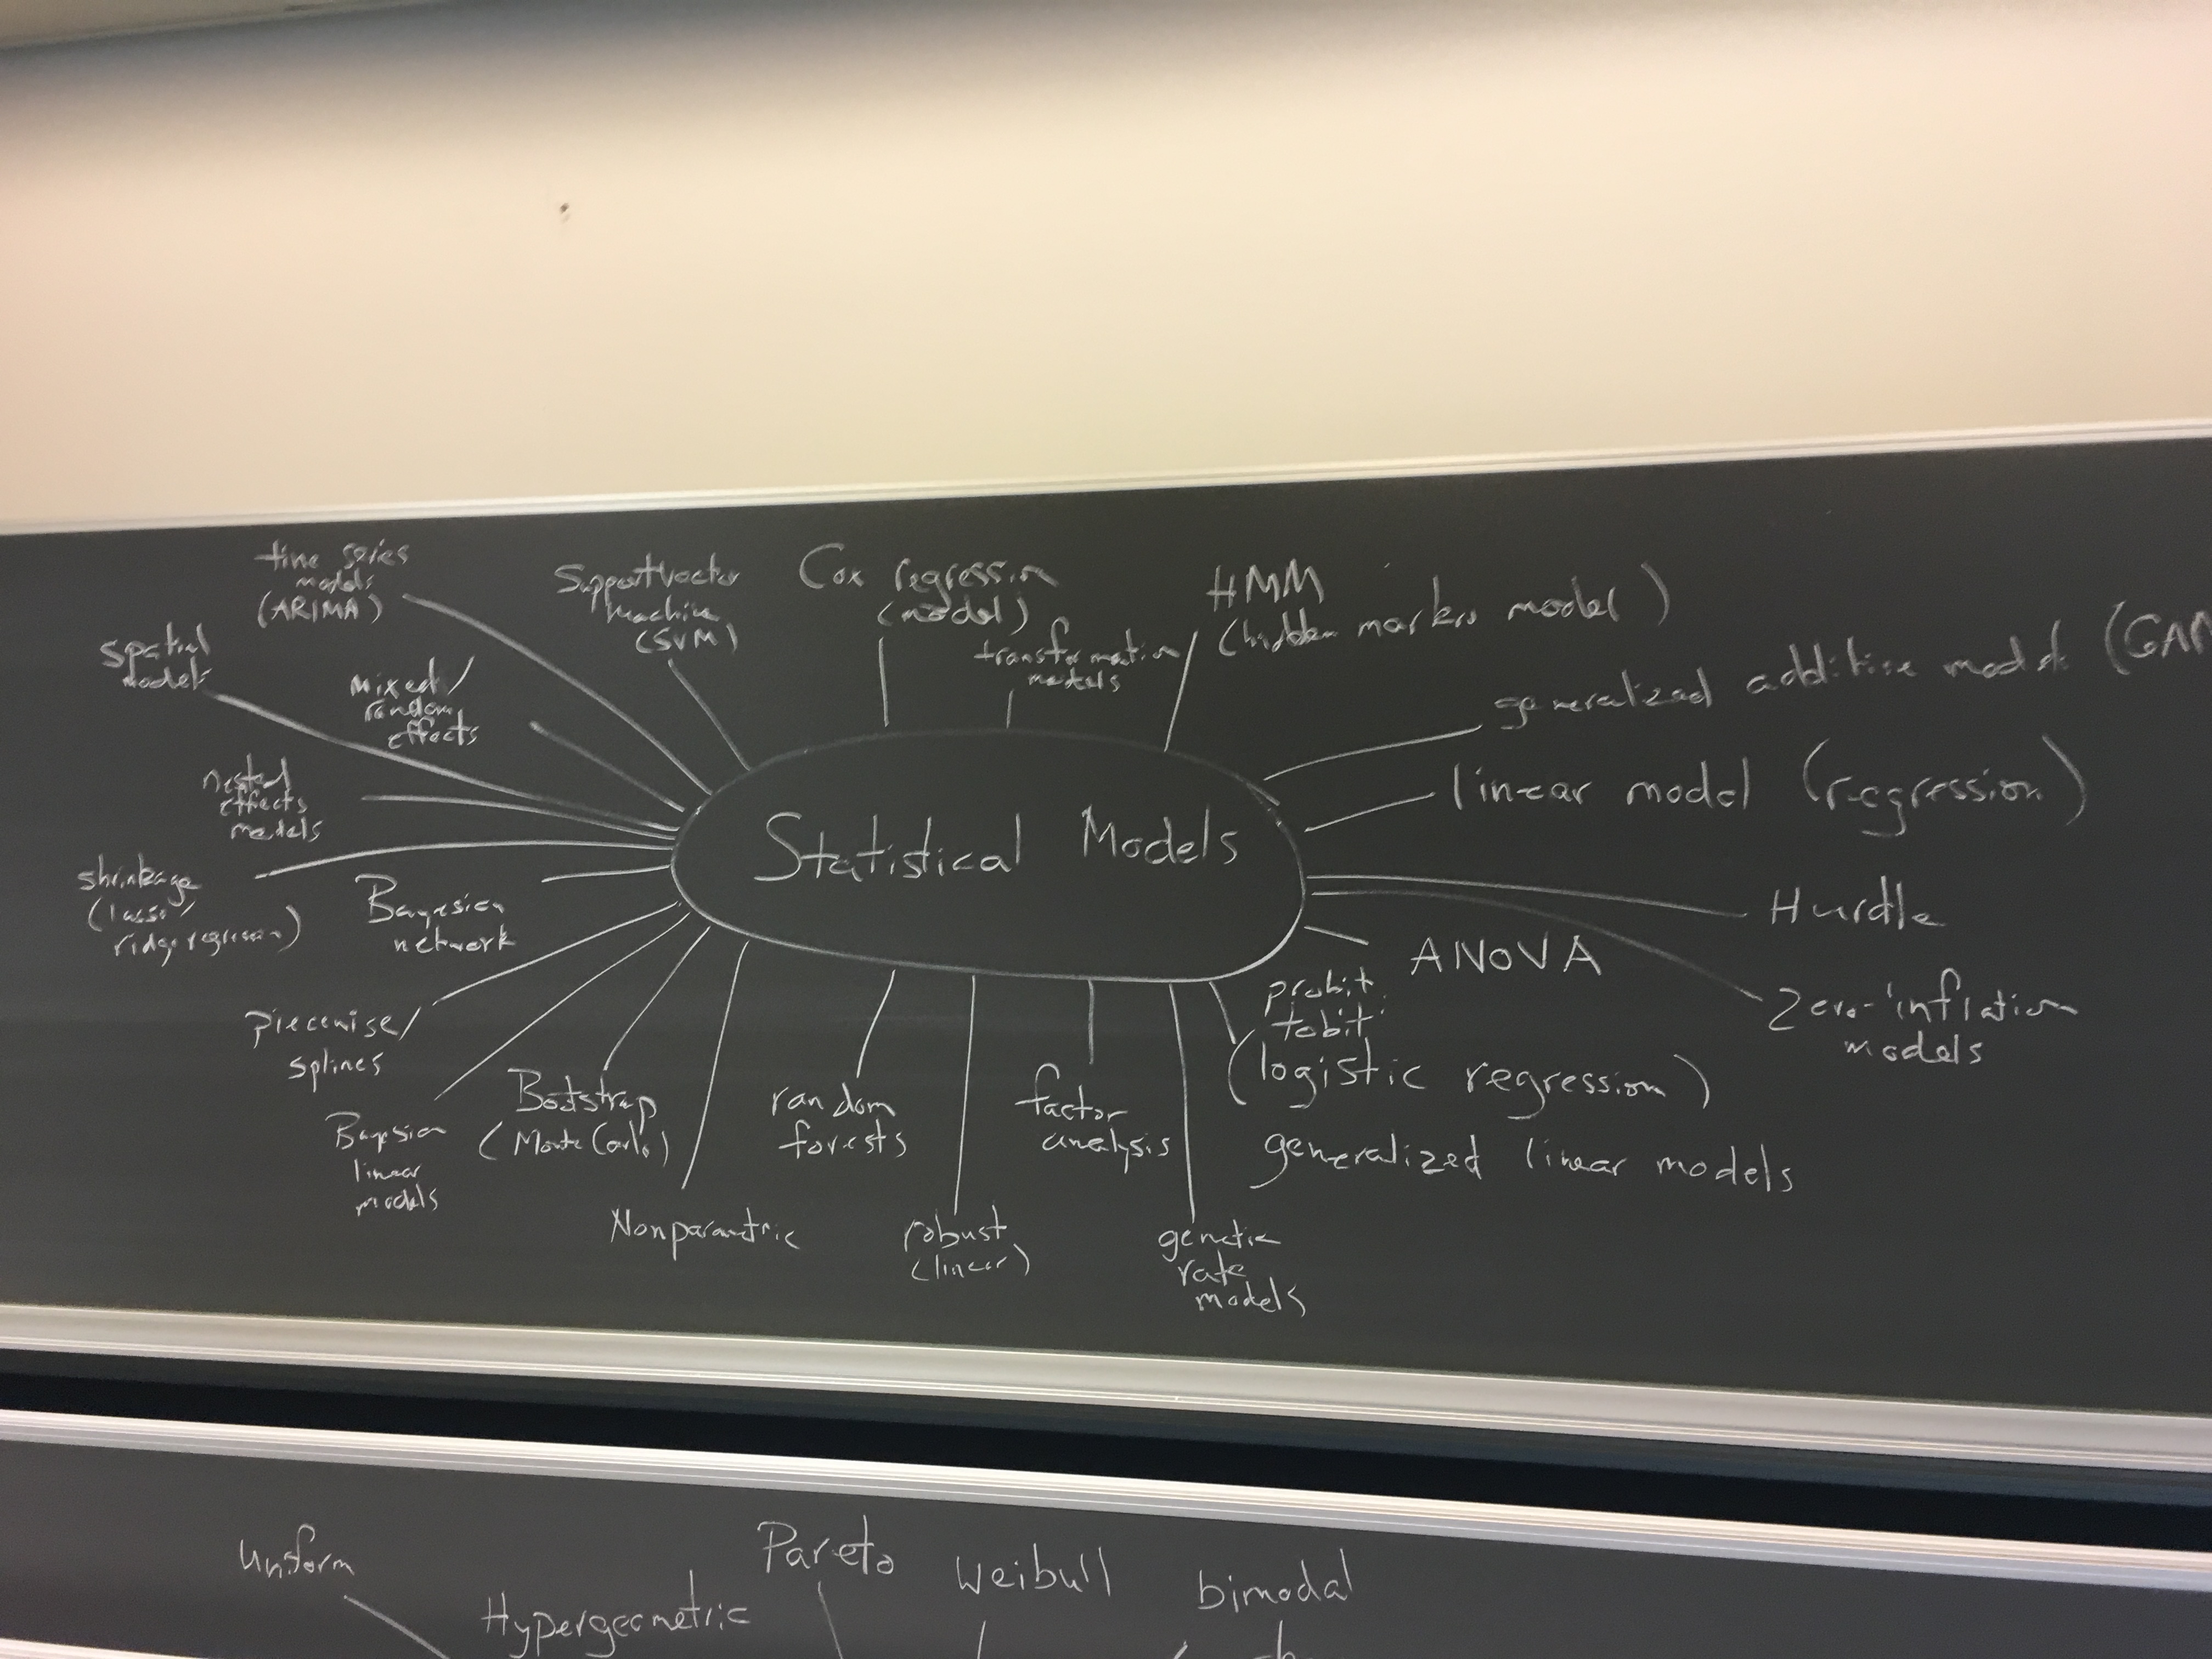 time series
models
(ARIMA)
Support vector
machine
(SVM)
Cox regression
(model)
transformation
models
HMM
(hidden markov model)
generalized additive models (GAM
spatial
models
Mixed/
random
effects
nested
effects
models
linear model (regression)
Statistical Models
shrinkage
(lasso/
ridge regression)
Bayesian
network
Hurdle
ANOVA
Zero-inflation
models
piecewise/
splines
probit
tobit
(logistic regression)
generalized linear models
Bayesian
linear
models
Bootstrap
(Monte Carlo)
Nonparametric
random
forests
robust
(linear)
factor
analysis
genetic
rate
models
uniform
Hypergeometric
Pareto
Weibull
bimodal